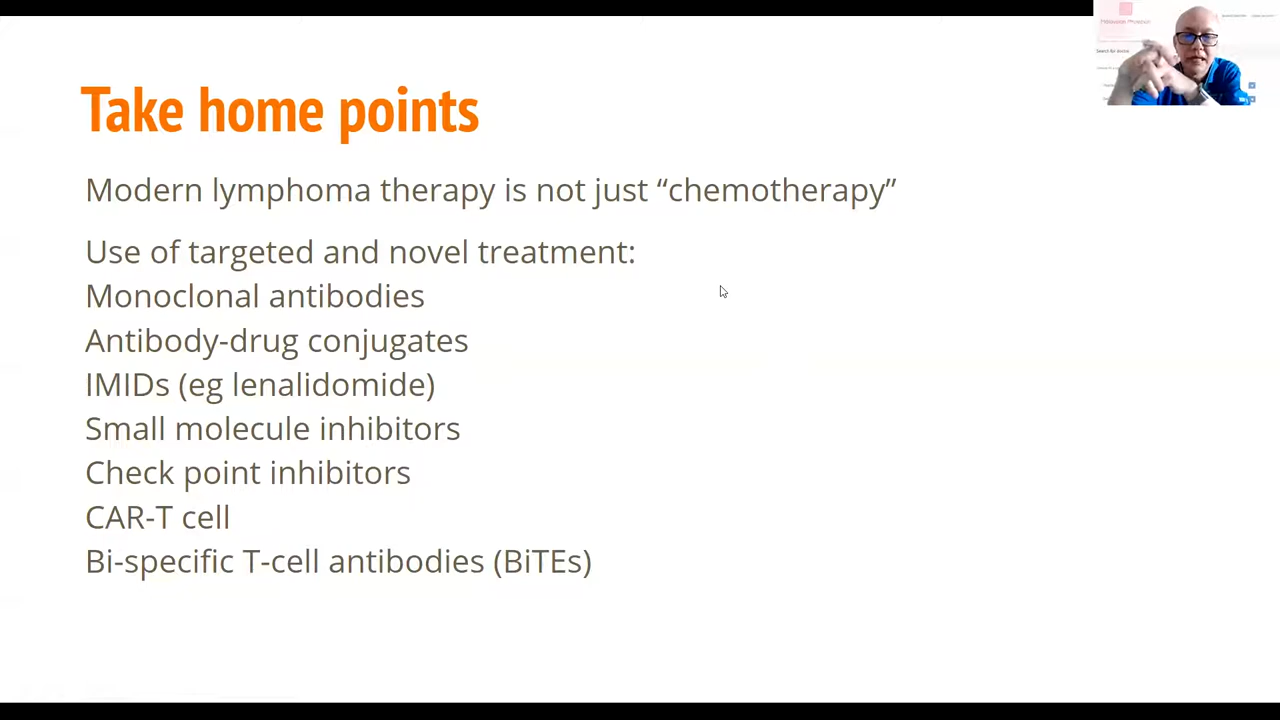 Take home points
Modern lymphoma therapy is not just “chemotherapy”
Use of targeted and novel treatment:
Monoclonal antibodies
Antibody-drug conjugates
IMIDs (eg lenalidomide)
Small molecule inhibitors
Check point inhibitors
CAR-T cell
Bi-specific T-cell antibodies (BiTEs)